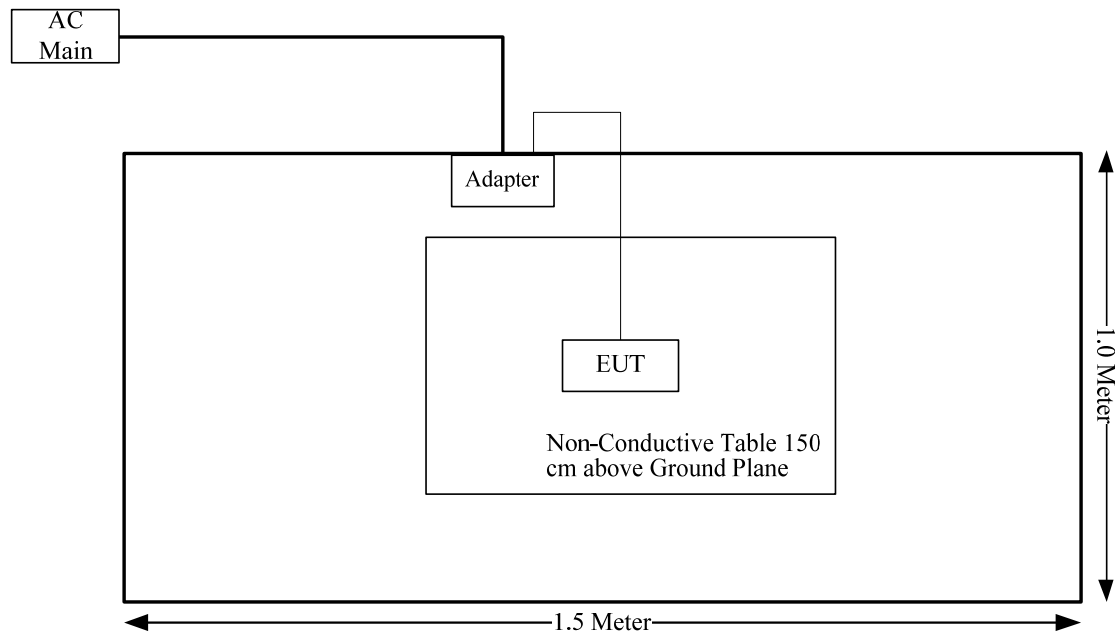 AC
Main
Adapter
EUT
Non-Conductive Table 150
cm above Ground Plane
1.0 Meter
1.5 Meter